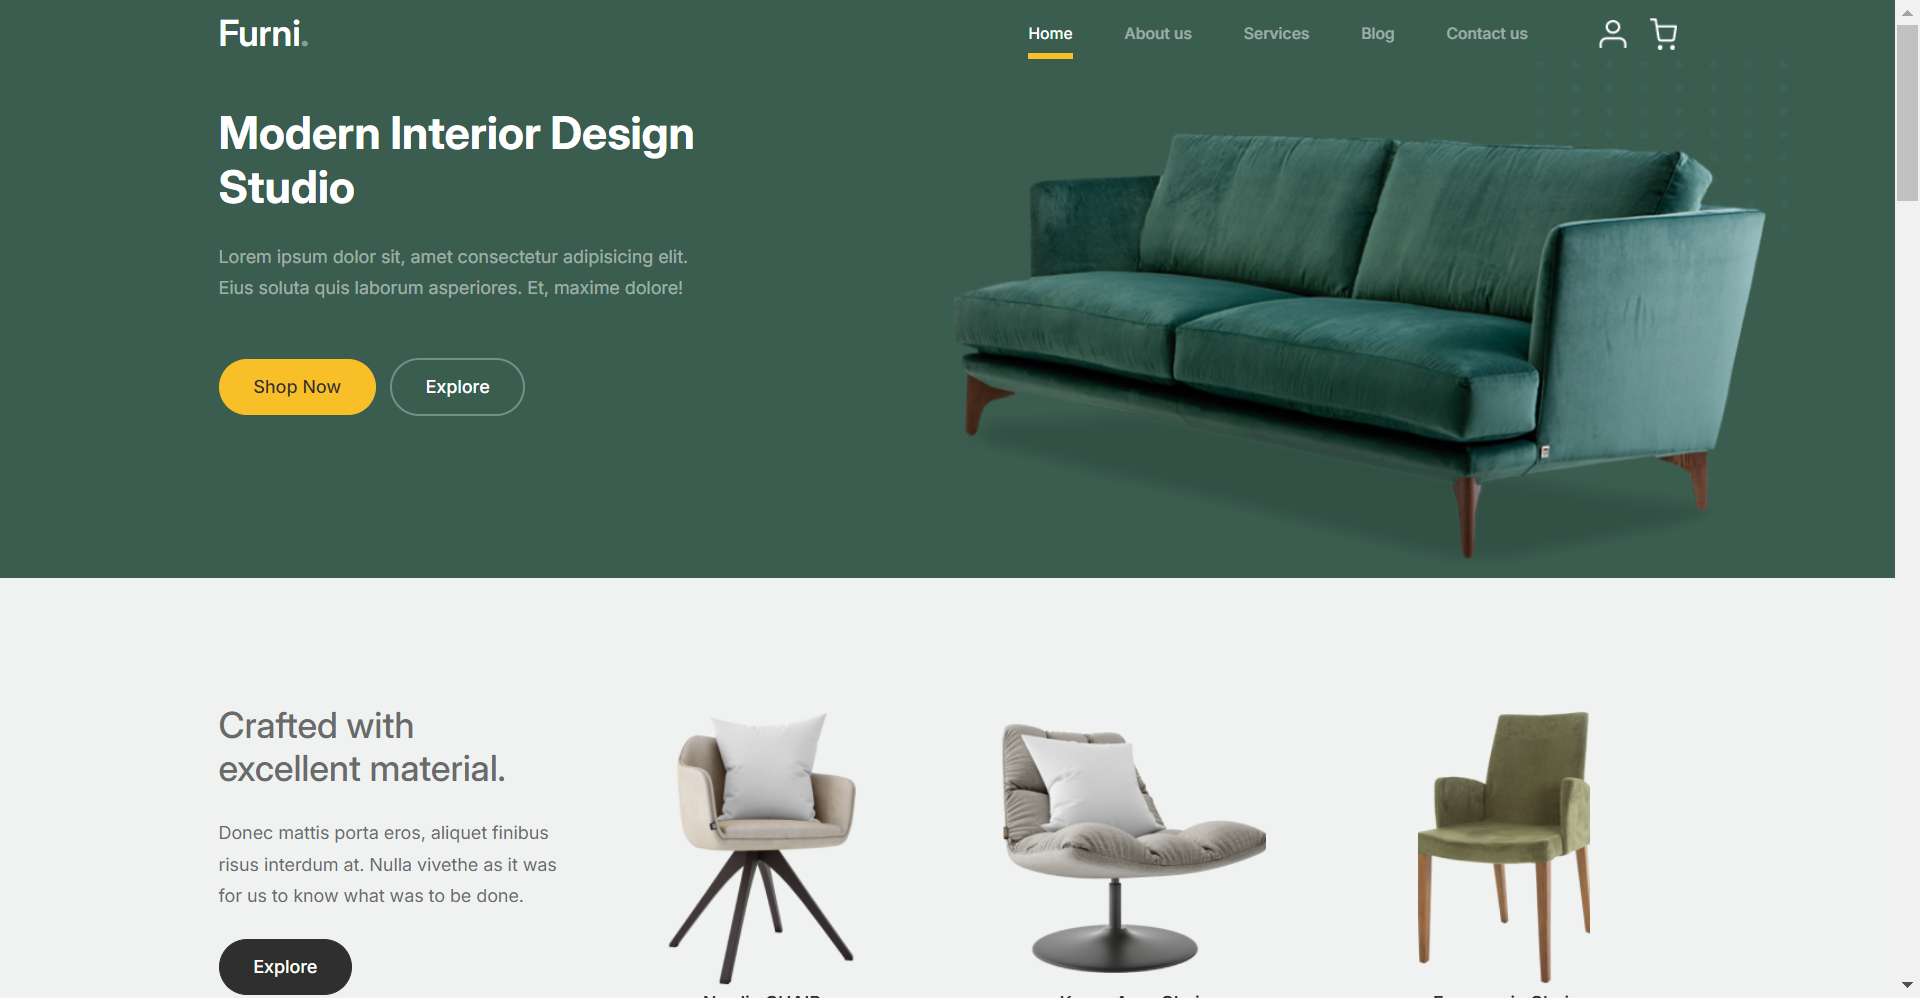 Furni.
Home
About us
Services
Blog
Contact us
Modern Interior Design
Studio
Lorem ipsum dolor sit, amet consectetur adipisicing elit.
Eius soluta quis laborum asperiores. Et, maxime dolore!
Shop Now
Explore
Crafted with
excellent material.
Donec mattis porta eros, aliquet finibus
risus interdum at. Nulla vivethe as it was
for us to know what was to be done.
Explore